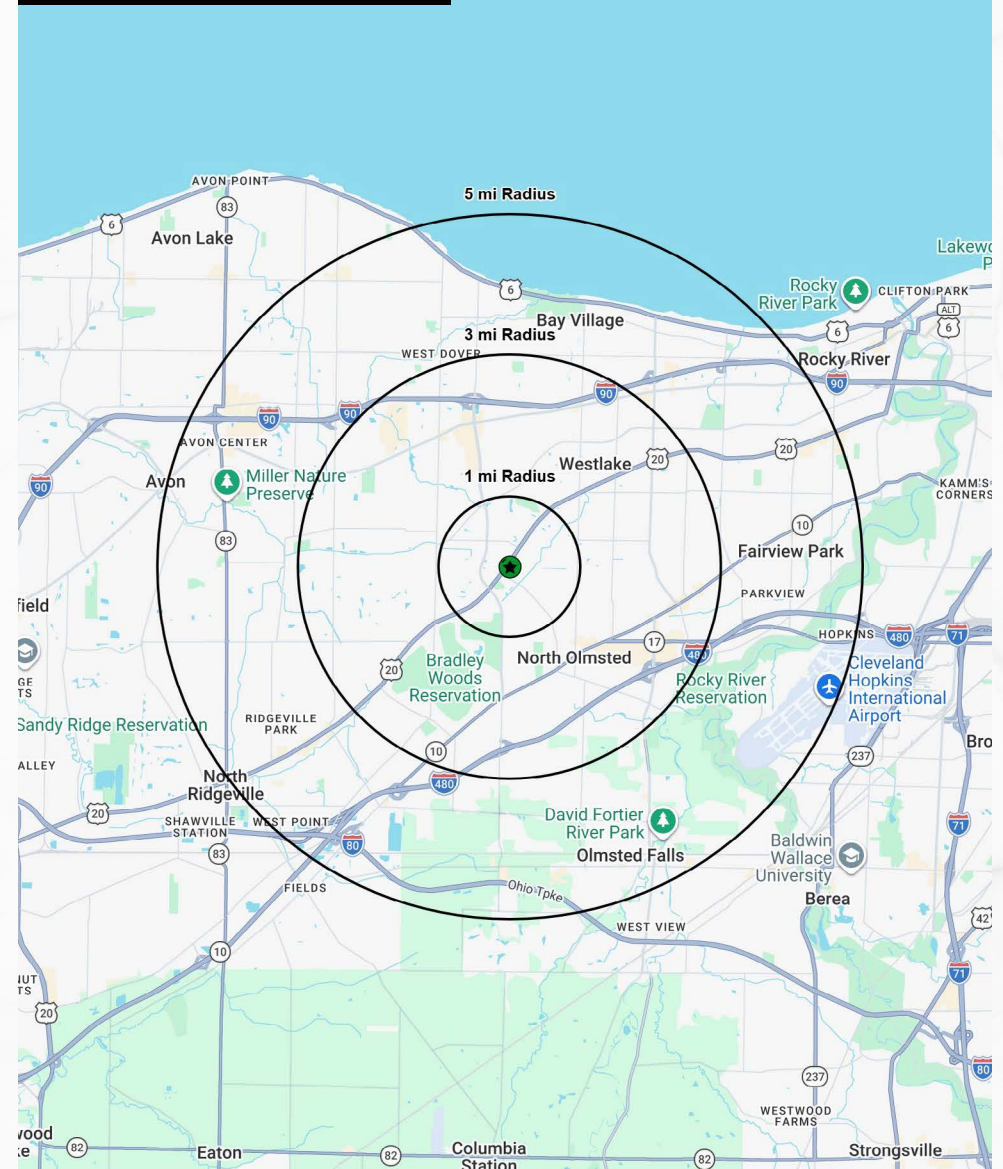 AVON POINT
5 mi Radius
83
6
Avon Lake
Lakewo
P
6
Rocky
River Park
CLIFTON PARK
ALT
6
6
Bay Village
3 mi Radius
WEST DOVER
Rocky River
90
90
90
90
AVON CENTER
20
Westlake
20
1 mi Radius
Avon
Miller Nature
Preserve
90
KAMM'S
CORNERS
10
83
Fairview Park
PARKVIEW
field
HOPKINS
480
71
17
480
North Olmsted
20
Bradley
Woods
Reservation
Cleveland
Hopkins
International
Airport
Rocky River
Reservation
GE
TS
Sandy Ridge Reservation
RIDGEVILLE
PARK
10
237
Bro
ALLEY
North
Ridgeville
480
20
SHAWVILLE
STATION
WEST POINT
David Fortier
River Park
71
80
83
Olmsted Falls
Baldwin
Wallace
University
FIELDS
Ohio Tpke
Berea
42
WEST VIEW
10
71
NUT
TS
20
80
237
WESTWOOD
FARMS
wood
ke
82
Eaton
82
Columbia
Station
82
Strongsville